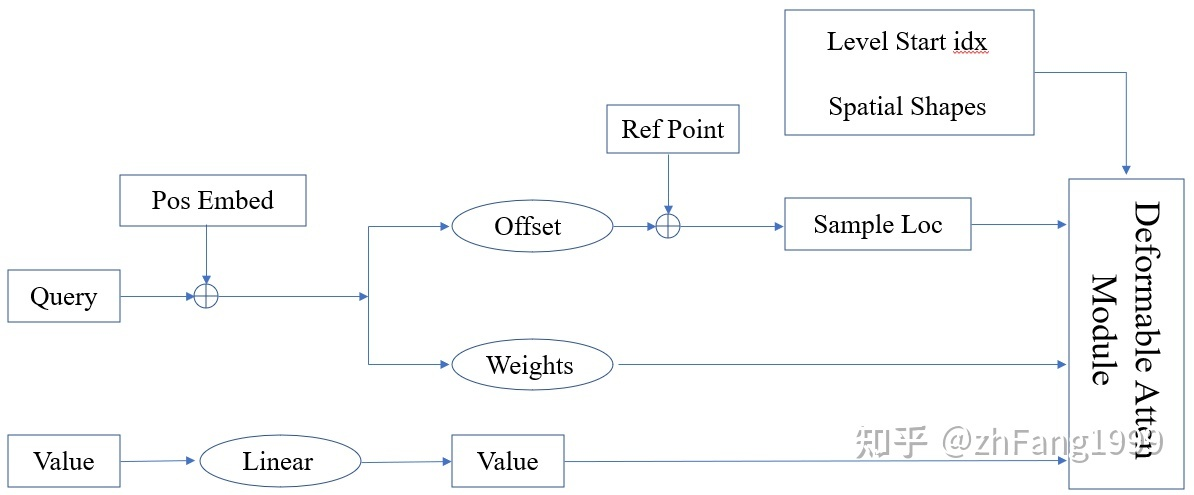 Level Start idx
Spatial Shapes
Ref Point
Pos Embed
Offset
Sample Loc
Query
Weights
Deformable Atten
Module
Value
Linear
Value
知乎 @zhFang1999